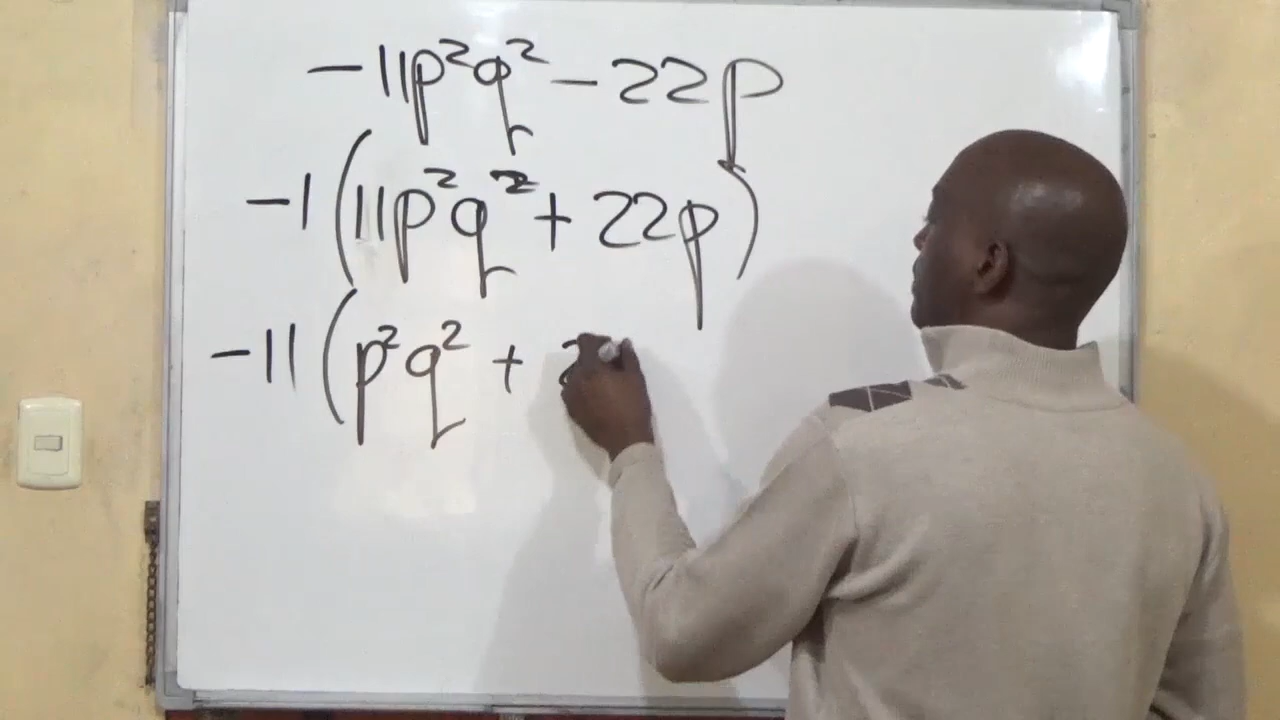 -11p²q² - 22p
-1(11p²q² + 22p)
-11(p²q² +